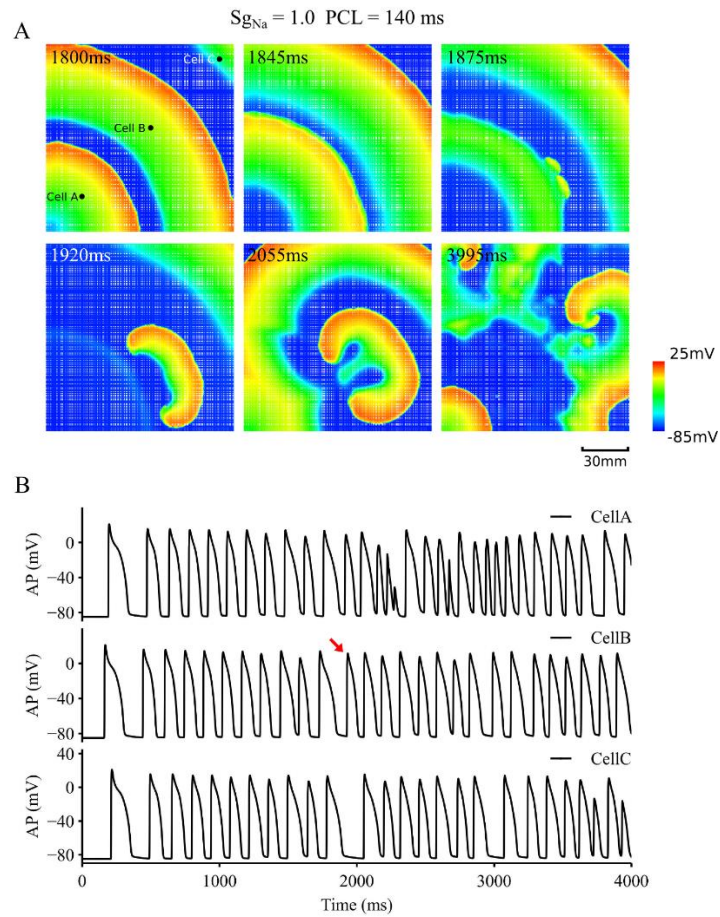 Sg_Na = 1.0 PCL = 140 ms
A
1800ms
1845ms
1875ms
Cell C
Cell B
Cell A
1920ms
2055ms
3995ms
25mV
-85mV
30mm
B
AP (mV)
0
−40
−80
CellA
AP (mV)
0
−40
−80
CellB
AP (mV)
40
0
−40
−80
CellC
0 1000 2000 3000 4000
Time (ms)